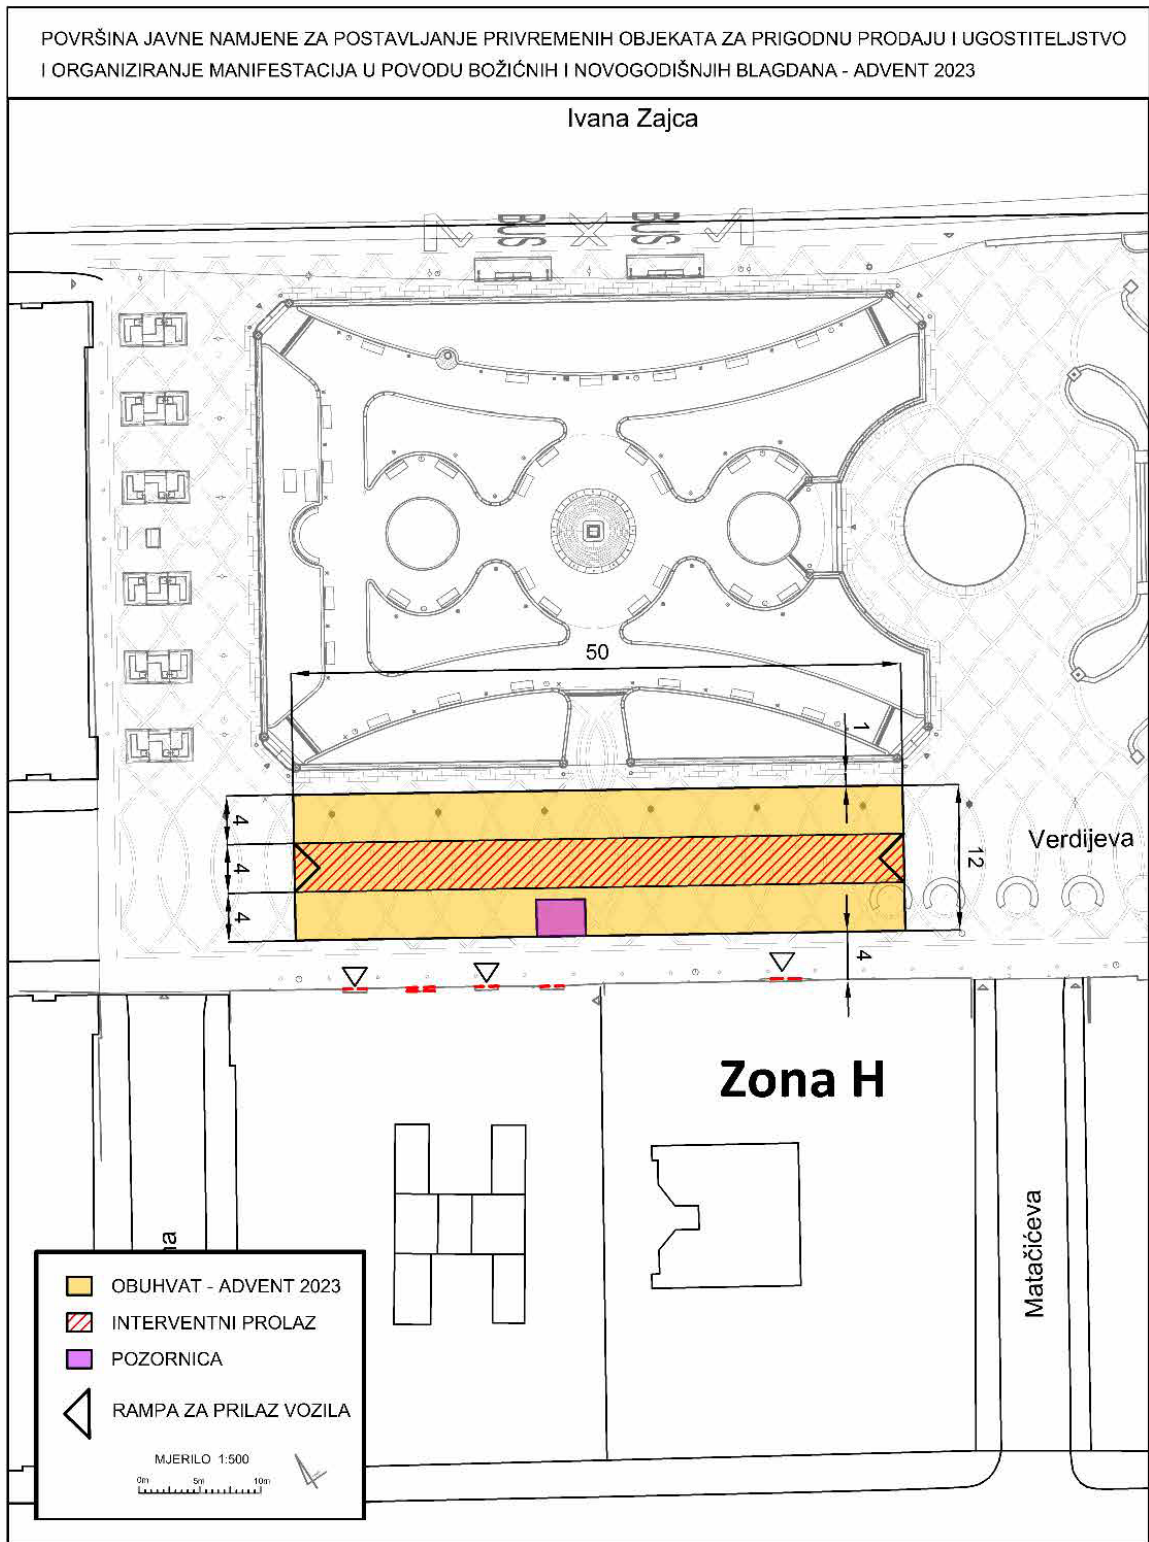 POVRŠINA JAVNE NAMJENE ZA POSTAVLJANJE PRIVREMENIH OBJEKATA ZA PRIGODNU PRODAJU I UGOSTITELJSTVO
I ORGANIZIRANJE MANIFESTACIJA U POVODU BOŽIĆNIH I NOVOGODIŠNJIH BLAGDANA - ADVENT 2023
Ivana Zajca
BUS
BUS
50
1
4
4
4
12
Verdijeva
4
Zona H
Matačićeva
OBUHVAT - ADVENT 2023
INTERVENTNI PROLAZ
POZORNICA
RAMPA ZA PRILAZ VOZILA
MJERILO 1:500
0m 5m 10m